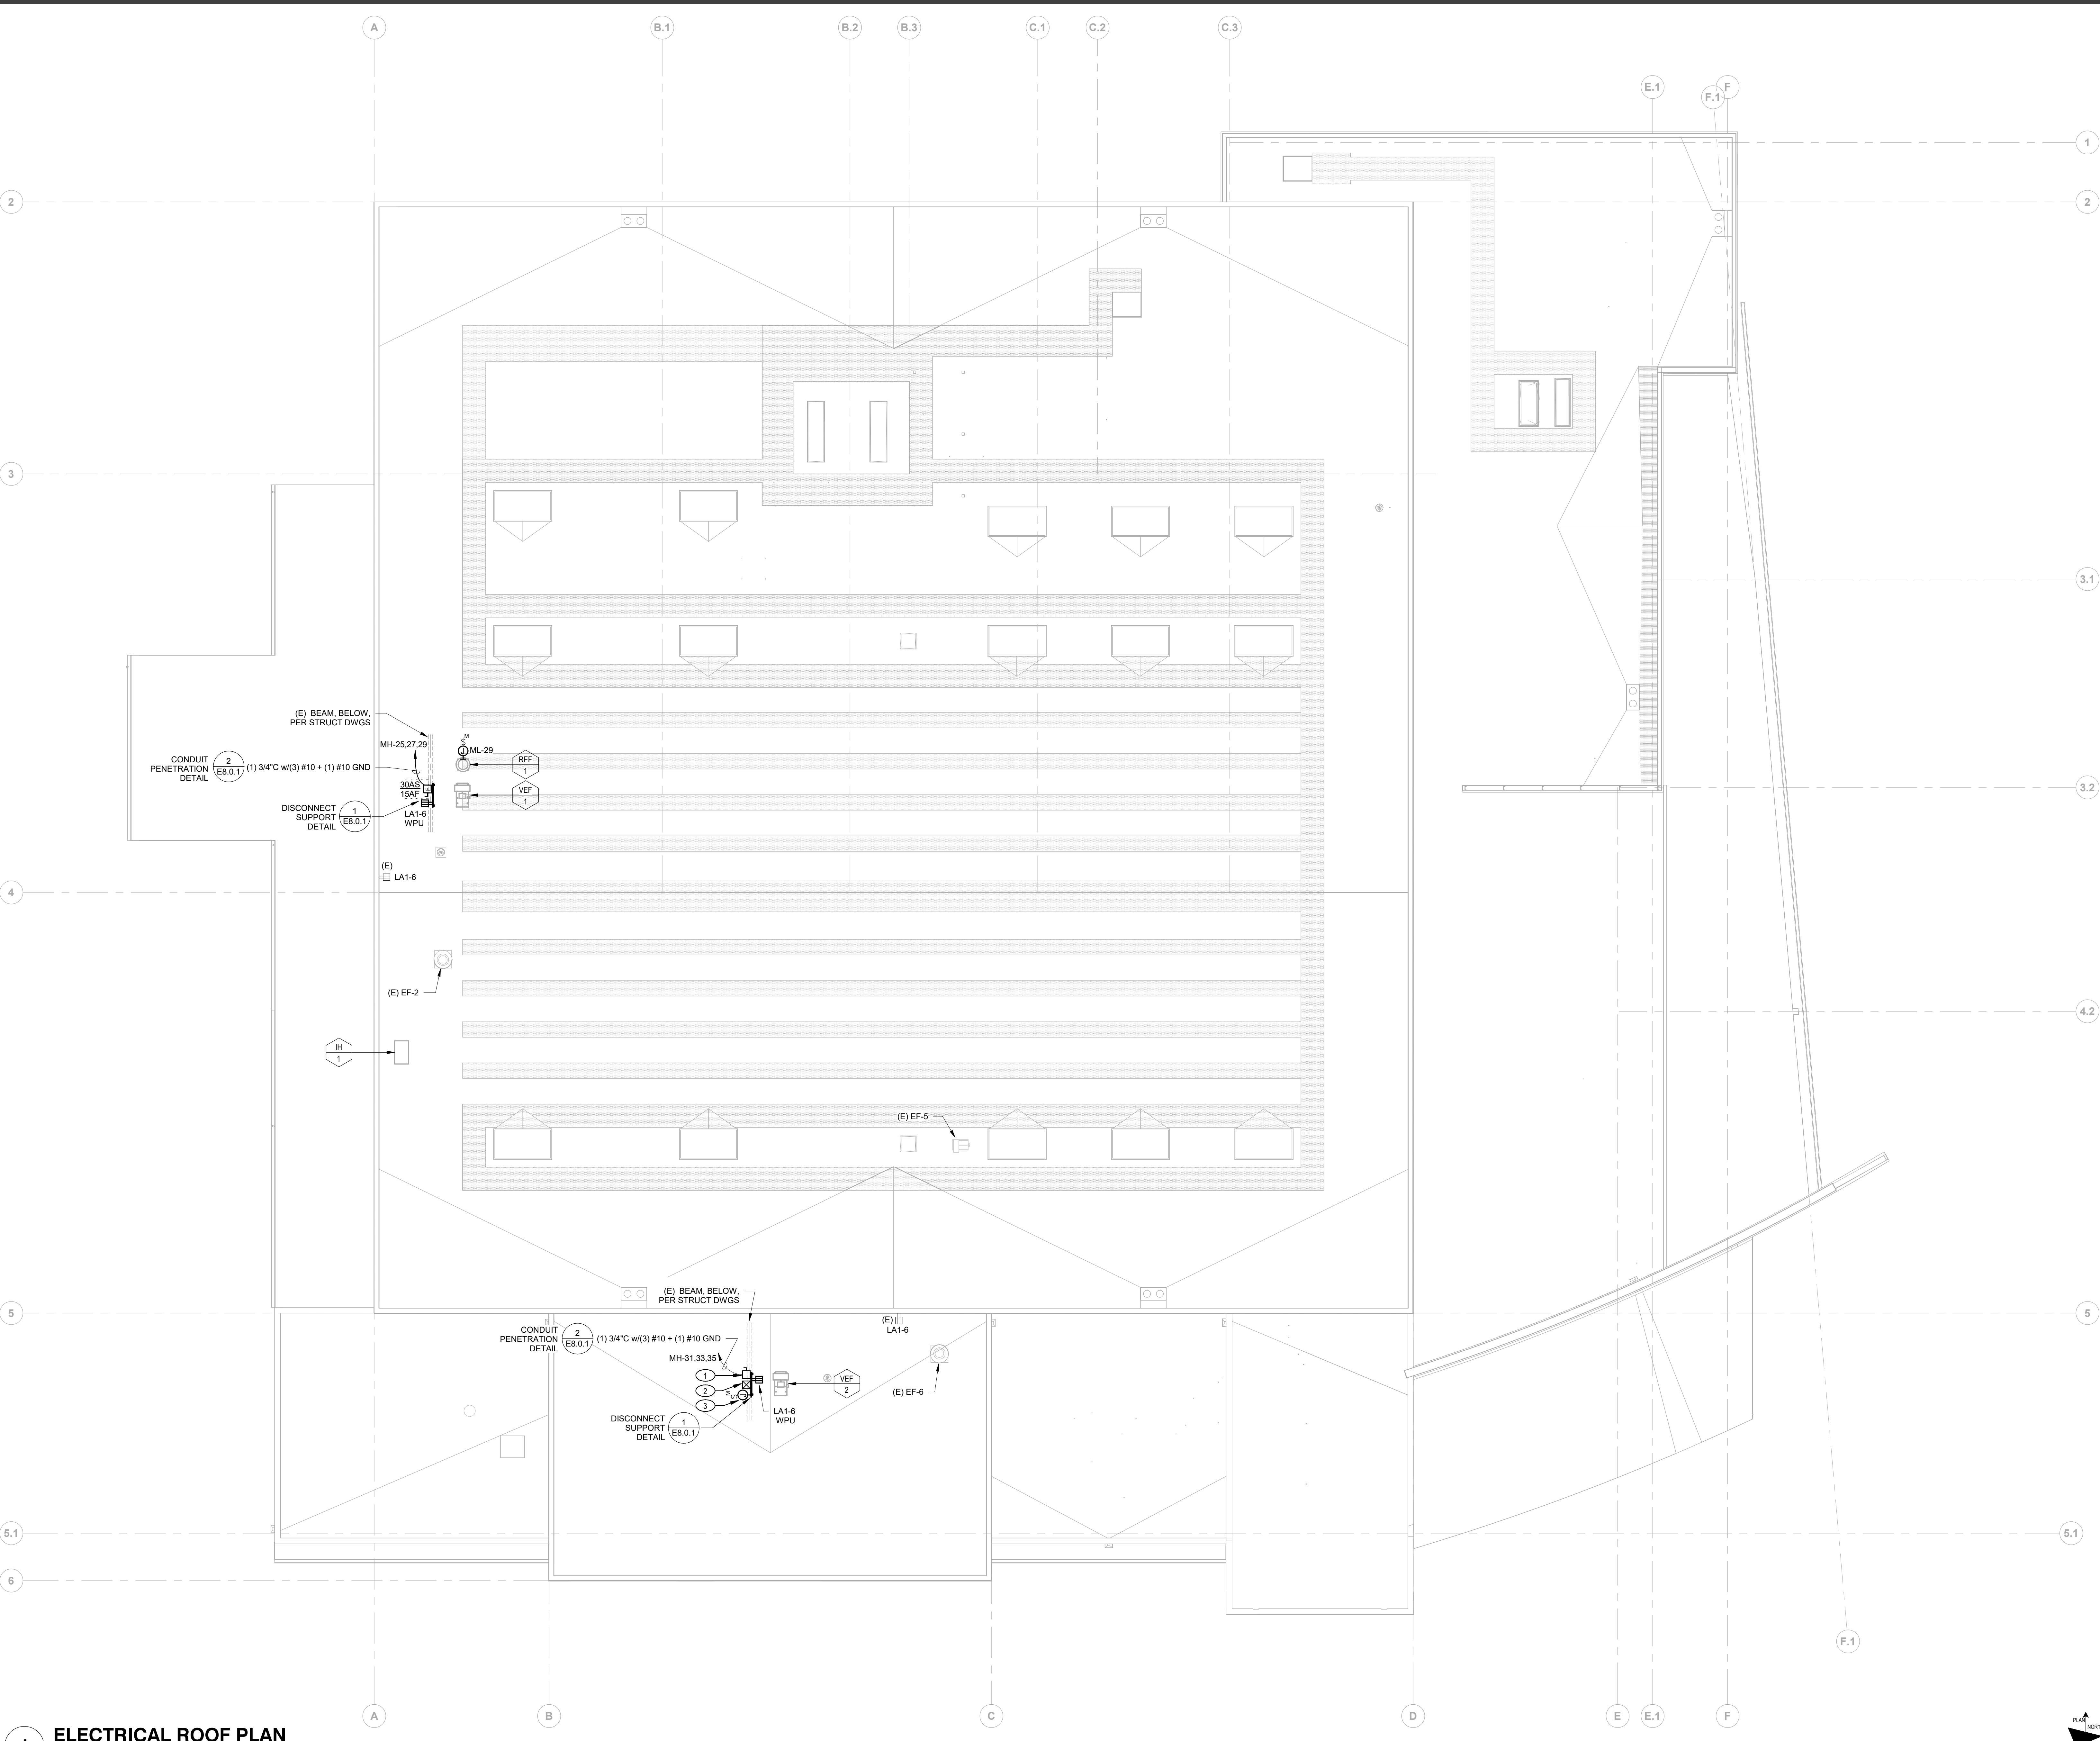 A
B.1
B.2
B.3
C.1
C.2
C.3
E.1
F.1
F
1
2
2
3
3.1
(E) BEAM, BELOW,
PER STRUCT DWGS
MH-25,27,29
M
$
J
ML-29
REF
1
CONDUIT
PENETRATION
DETAIL
2
E8.0.1
(1) 3/4"C w/(3) #10 + (1) #10 GND
30AS
15AF
VEF
1
3.2
DISCONNECT
SUPPORT
DETAIL
1
E8.0.1
LA1-6
WPU
(E)
LA1-6
4
(E) EF-2
4.2
IH
1
(E) EF-5
(E) BEAM, BELOW,
PER STRUCT DWGS
5
5
(E)
LA1-6
CONDUIT
PENETRATION
DETAIL
2
E8.0.1
(1) 3/4"C w/(3) #10 + (1) #10 GND
MH-31,33,35
1
2
3
VEF
2
(E) EF-6
LA1-6
WPU
DISCONNECT
SUPPORT
DETAIL
1
E8.0.1
5.1
5.1
6
F.1
A
B
C
D
E
E.1
F
ELECTRICAL ROOF PLAN
PLAN